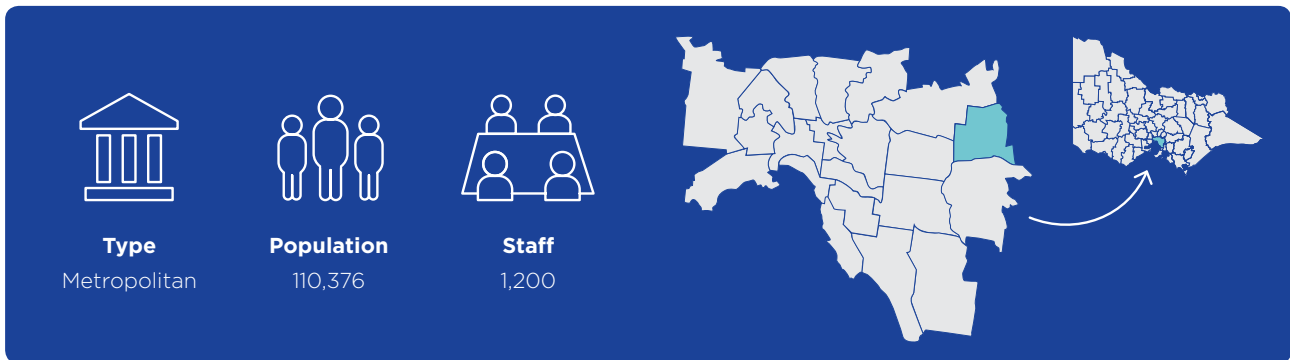 Type
Metropolitan
Population
110,376
Staff
1,200